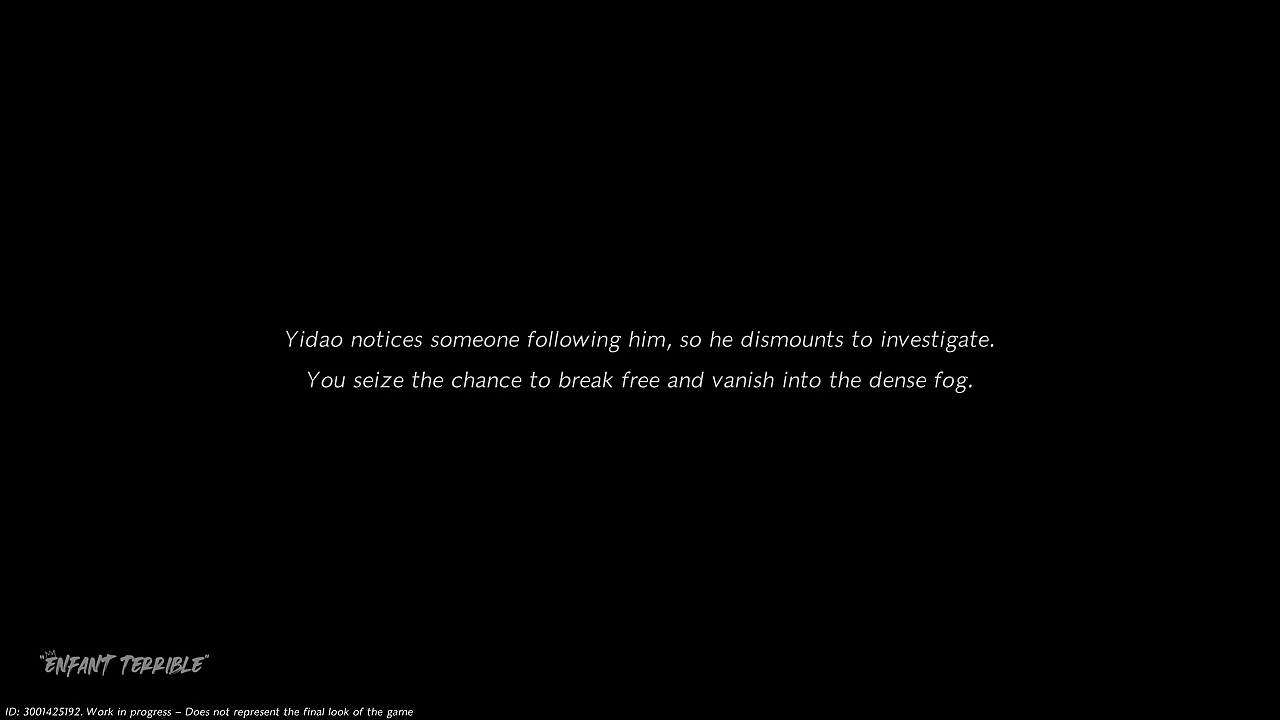 Yidao notices someone following him, so he dismounts to investigate.
You seize the chance to break free and vanish into the dense fog.
"ENFANT TERRIBLE"
ID: 3001425192. Work in progress – Does not represent the final look of the game